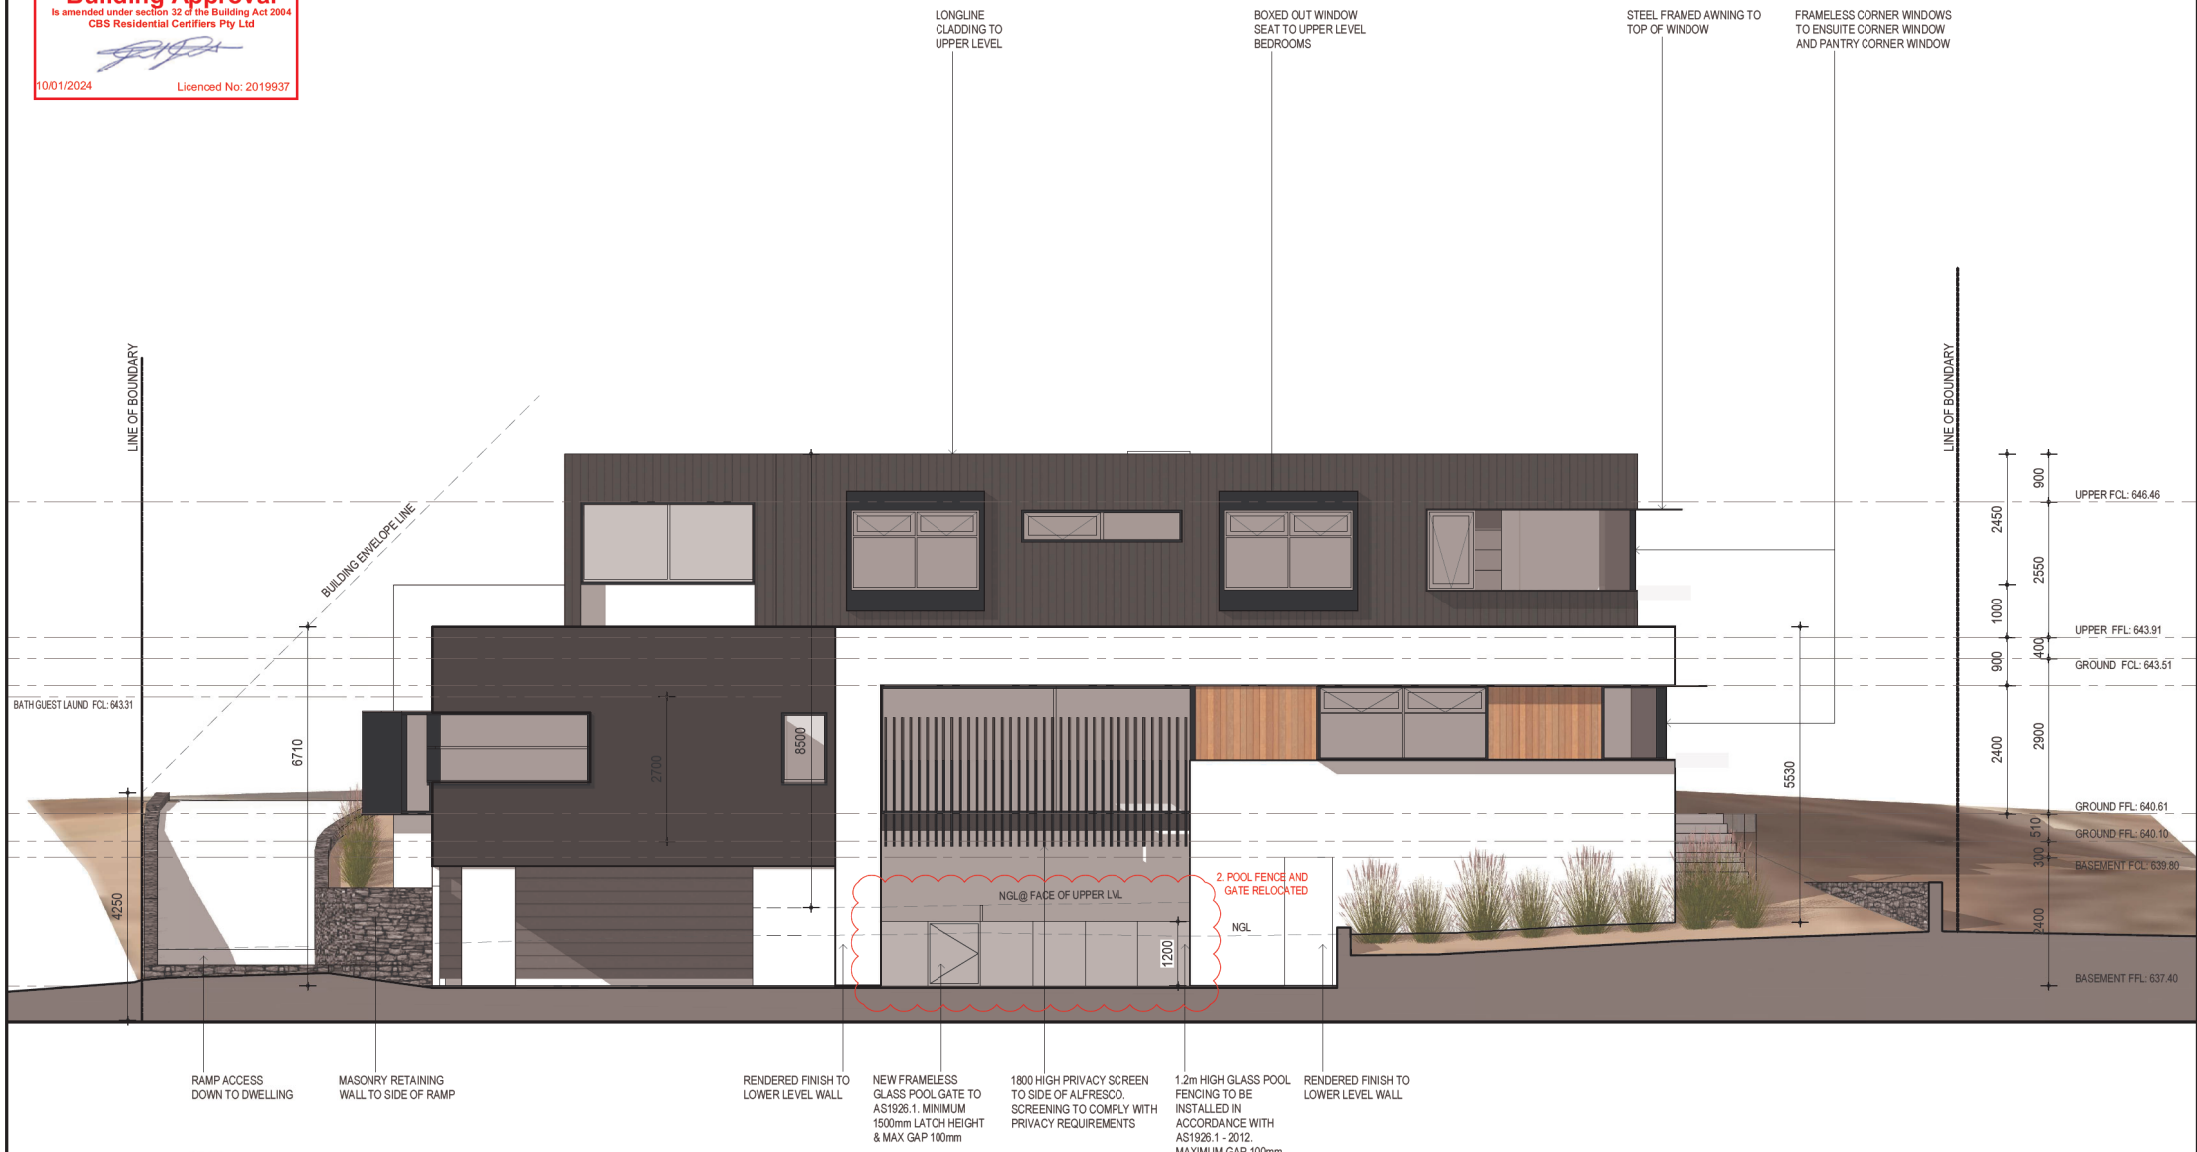 Building Approval
Is amended under section 32 of the Building Act 2004
CBS Residential Certifiers Pty Ltd
10/01/2024
Licenced No: 2019937
LONGLINE
CLADDING TO
UPPER LEVEL
BOXED OUT WINDOW
SEAT TO UPPER LEVEL
BEDROOMS
STEEL FRAMED AWNING TO
TOP OF WINDOW
FRAMELESS CORNER WINDOWS
TO ENSUITE CORNER WINDOW
AND PANTRY CORNER WINDOW
LINE OF BOUNDARY
BUILDING ENVELOPE LINE
LINE OF BOUNDARY
BATH GUEST LAUND FCL: 643.31
6710
4250
2700
8500
5530
1200
2450
1000
900
2400
900
2550
400
2900
510
300
2400
UPPER FCL: 646.46
UPPER FFL: 643.91
GROUND FCL: 643.51
GROUND FFL: 640.61
GROUND FFL: 640.10
BASEMENT FCL: 639.80
BASEMENT FFL: 637.40
NGL@ FACE OF UPPER LVL
2. POOL FENCE AND
GATE RELOCATED
NGL
RAMP ACCESS
DOWN TO DWELLING
MASONRY RETAINING
WALL TO SIDE OF RAMP
RENDERED FINISH TO
LOWER LEVEL WALL
NEW FRAMELESS
GLASS POOL GATE TO
AS1926.1. MINIMUM
1500mm LATCH HEIGHT
& MAX GAP 100mm
1800 HIGH PRIVACY SCREEN
TO SIDE OF ALFRESCO.
SCREENING TO COMPLY WITH
PRIVACY REQUIREMENTS
1.2m HIGH GLASS POOL
FENCING TO BE
INSTALLED IN
ACCORDANCE WITH
AS1926.1 - 2012.
MAXIMUM GAP 100mm
RENDERED FINISH TO
LOWER LEVEL WALL